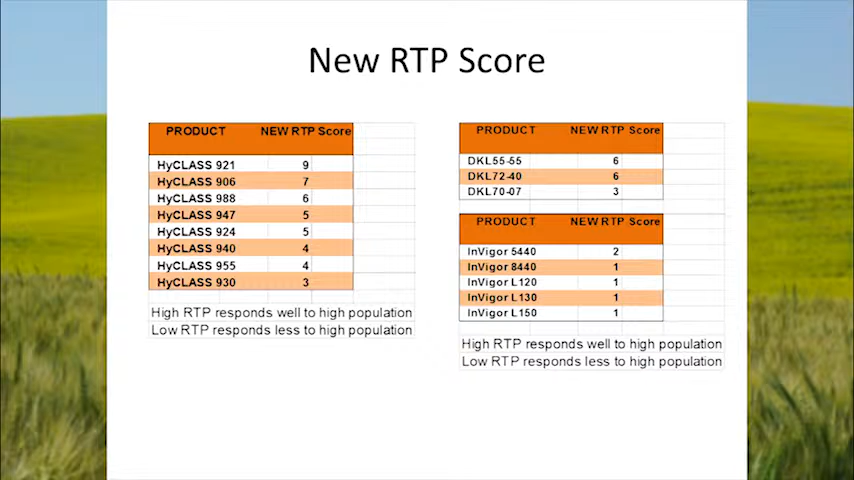 New RTP Score
PRODUCT NEW RTP Score
HyCLASS 921 9
HyCLASS 906 7
HyCLASS 988 6
HyCLASS 947 5
HyCLASS 924 5
HyCLASS 940 4
HyCLASS 955 4
HyCLASS 930 3
High RTP responds well to high population
Low RTP responds less to high population
PRODUCT NEW RTP Score
DKL55-55 6
DKL72-40 6
DKL70-07 3
PRODUCT NEW RTP Score
InVigor 5440 2
InVigor 8440 1
InVigor L120 1
InVigor L130 1
InVigor L150 1
High RTP responds well to high population
Low RTP responds less to high population